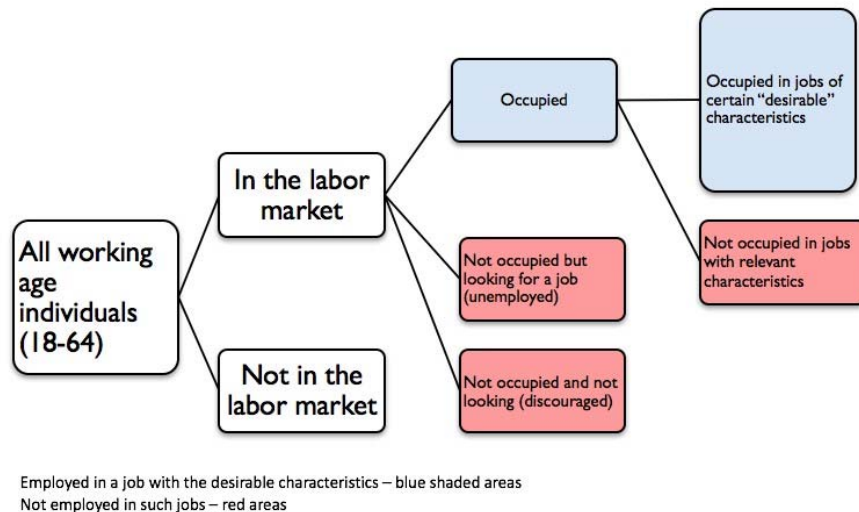 All working
age
individuals
(18-64)
In the labor
market
Not in the
labor market
Occupied
Not occupied but
looking for a job
(unemployed)
Not occupied and not
looking (discouraged)
Occupied in jobs of
certain “desirable”
characteristics
Not occupied in jobs
with relevant
characteristics
Employed in a job with the desirable characteristics – blue shaded areas
Not employed in such jobs – red areas